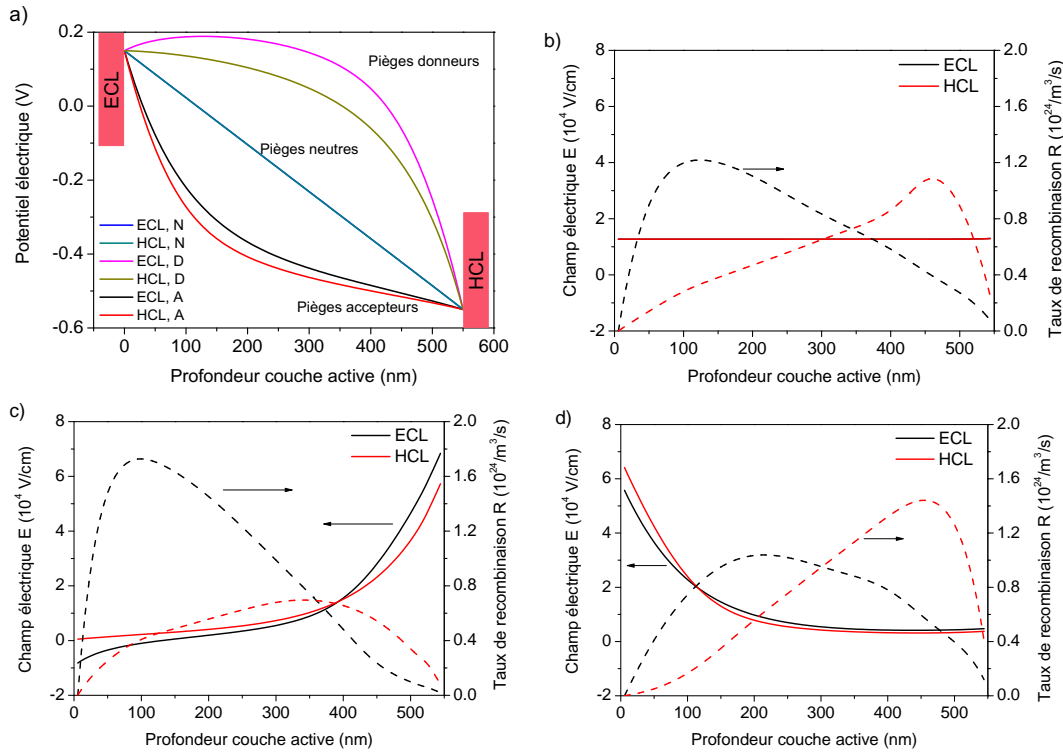 a)
0.2
0.0
-0.2
-0.4
-0.6
Potentiel électrique (V)
ECL
HCL
Pièges donneurs
Pièges neutres
Pièges accepteurs
ECL, N
HCL, N
ECL, D
HCL, D
ECL, A
HCL, A
0 100 200 300 400 500 600
Profondeur couche active (nm)
b)
8
6
4
2
0
-2
Champ électrique E (10⁴ V/cm)
ECL
HCL
2.0
1.6
1.2
0.8
0.4
0.0
Taux de recombinaison R (10²⁴/m³/s)
0 100 200 300 400 500
Profondeur couche active (nm)
c)
8
6
4
2
0
-2
Champ électrique E (10⁴ V/cm)
ECL
HCL
2.0
1.6
1.2
0.8
0.4
0.0
Taux de recombinaison R (10²⁴/m³/s)
0 100 200 300 400 500
Profondeur couche active (nm)
d)
8
6
4
2
0
-2
Champ électrique E (10⁴ V/cm)
ECL
HCL
2.0
1.6
1.2
0.8
0.4
0.0
Taux de recombinaison R (10²⁴/m³/s)
0 100 200 300 400 500
Profondeur couche active (nm)